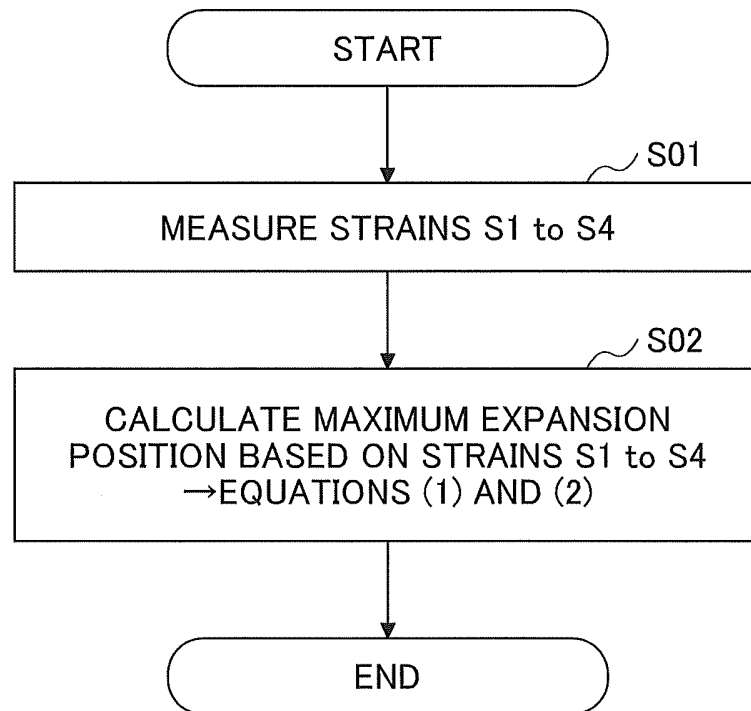 START
S01
MEASURE STRAINS S1 to S4
S02
CALCULATE MAXIMUM EXPANSION
POSITION BASED ON STRAINS S1 to S4
→EQUATIONS (1) AND (2)
END